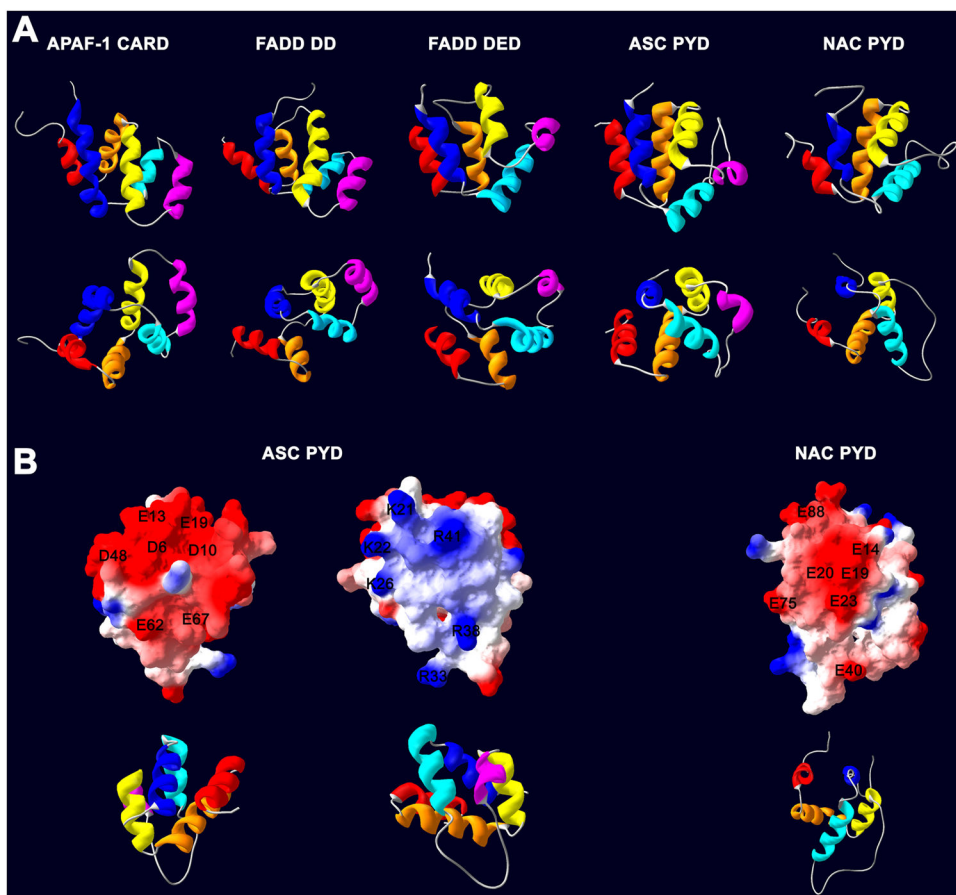 A
APAF-1 CARD FADD DD FADD DED ASC PYD NAC PYD
B
ASC PYD NAC PYD
E13 E19
D48 D6 D10
E62 E67
K21
R41
K22
K26
R38
R33
E88
E14
E20 E19
E75 E23
E40